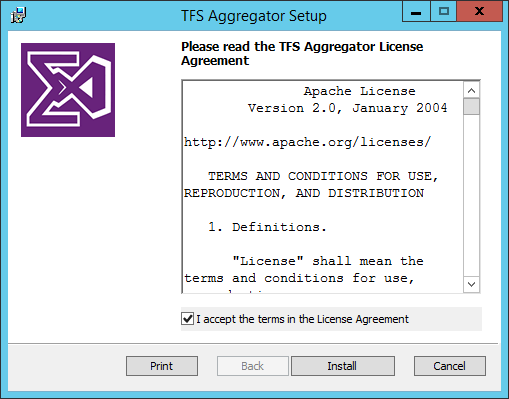 TFS Aggregator Setup
Please read the TFS Aggregator License
Agreement
Apache License
Version 2.0, January 2004
http://www.apache.org/licenses/
TERMS AND CONDITIONS FOR USE,
REPRODUCTION, AND DISTRIBUTION
1. Definitions.
"License" shall mean the
terms and conditions for use,
I accept the terms in the License Agreement
Print
Back
Install
Cancel